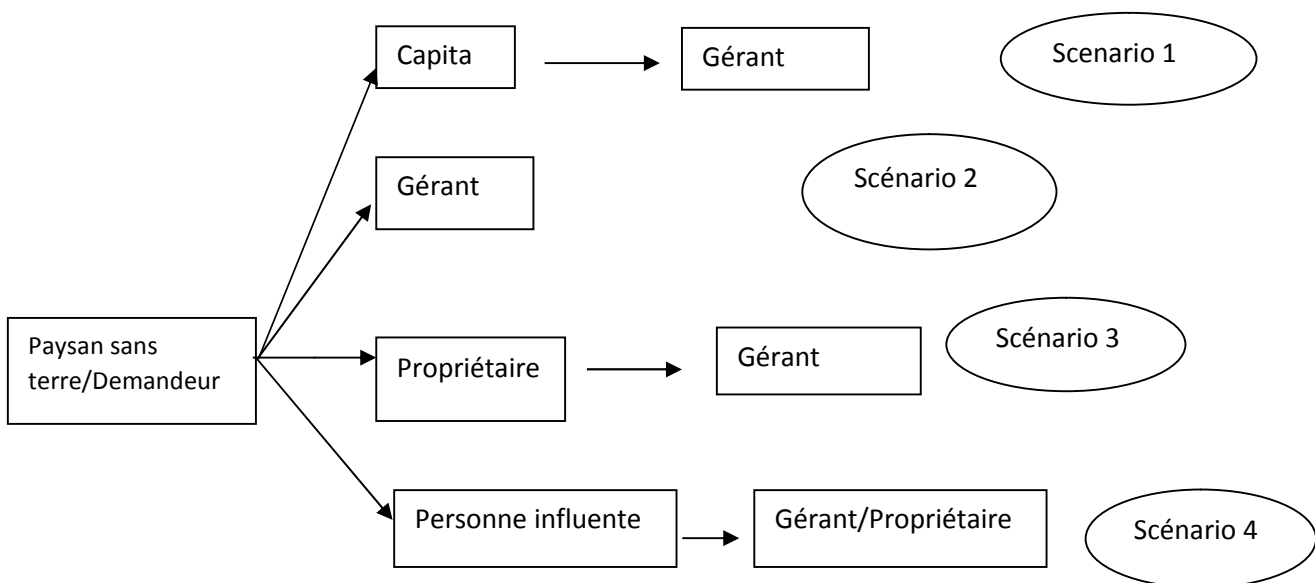 Capita
Gérant
Scenario 1
Gérant
Scénario 2
Paysan sans
terre/Demandeur
Propriétaire
Gérant
Scénario 3
Personne influente
Gérant/Propriétaire
Scénario 4